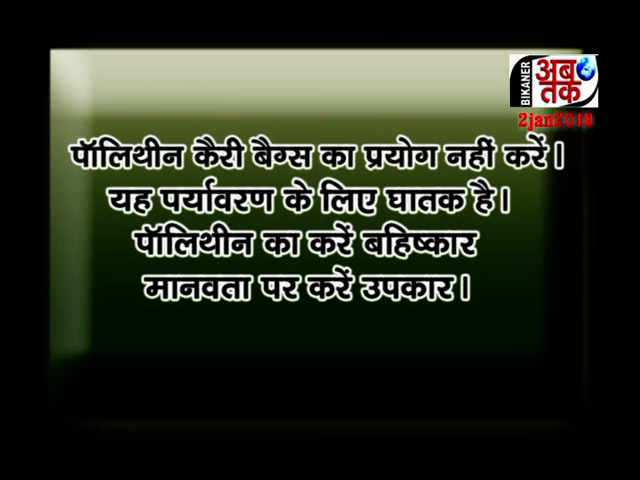 BIKANER
अब
तक
2jan2019
पॉलिथीन कैरी बैग्स का प्रयोग नहीं करें।
यह पर्यावरण के लिए घातक है।
पॉलिथीन का करें बहिष्कार
मानवता पर करें उपकार।